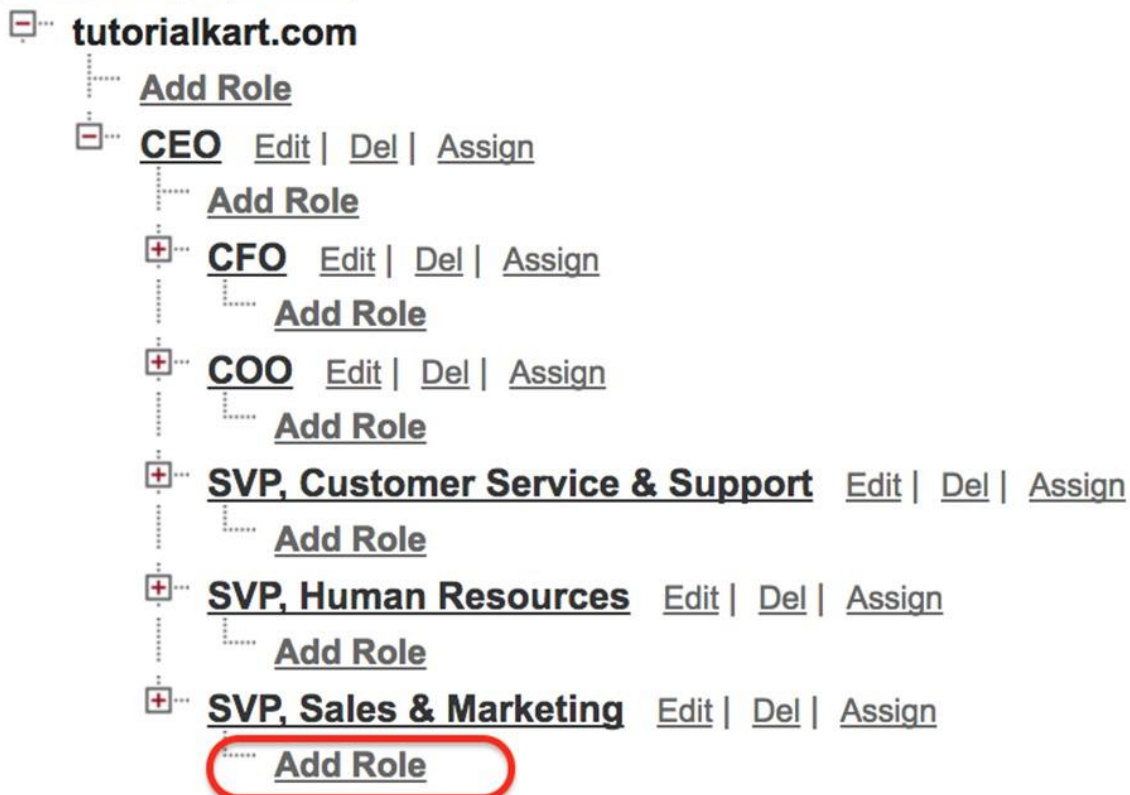 tutorialkart.com
Add Role
CEO Edit | Del | Assign
Add Role
CFO Edit | Del | Assign
Add Role
COO Edit | Del | Assign
Add Role
SVP, Customer Service & Support Edit | Del | Assign
Add Role
SVP, Human Resources Edit | Del | Assign
Add Role
SVP, Sales & Marketing Edit | Del | Assign
Add Role